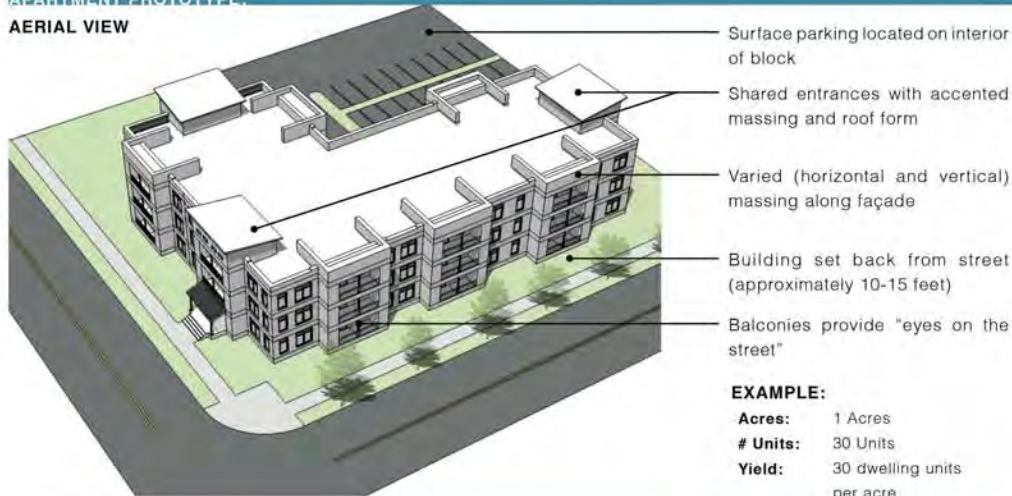 APARTMENT PROTOTYPE:
AERIAL VIEW
Surface parking located on interior
of block
Shared entrances with accented
massing and roof form
Varied (horizontal and vertical)
massing along façade
Building set back from street
(approximately 10-15 feet)
Balconies provide “eyes on the
street”
EXAMPLE:
Acres: 1 Acres
# Units: 30 Units
Yield: 30 dwelling units
per acre